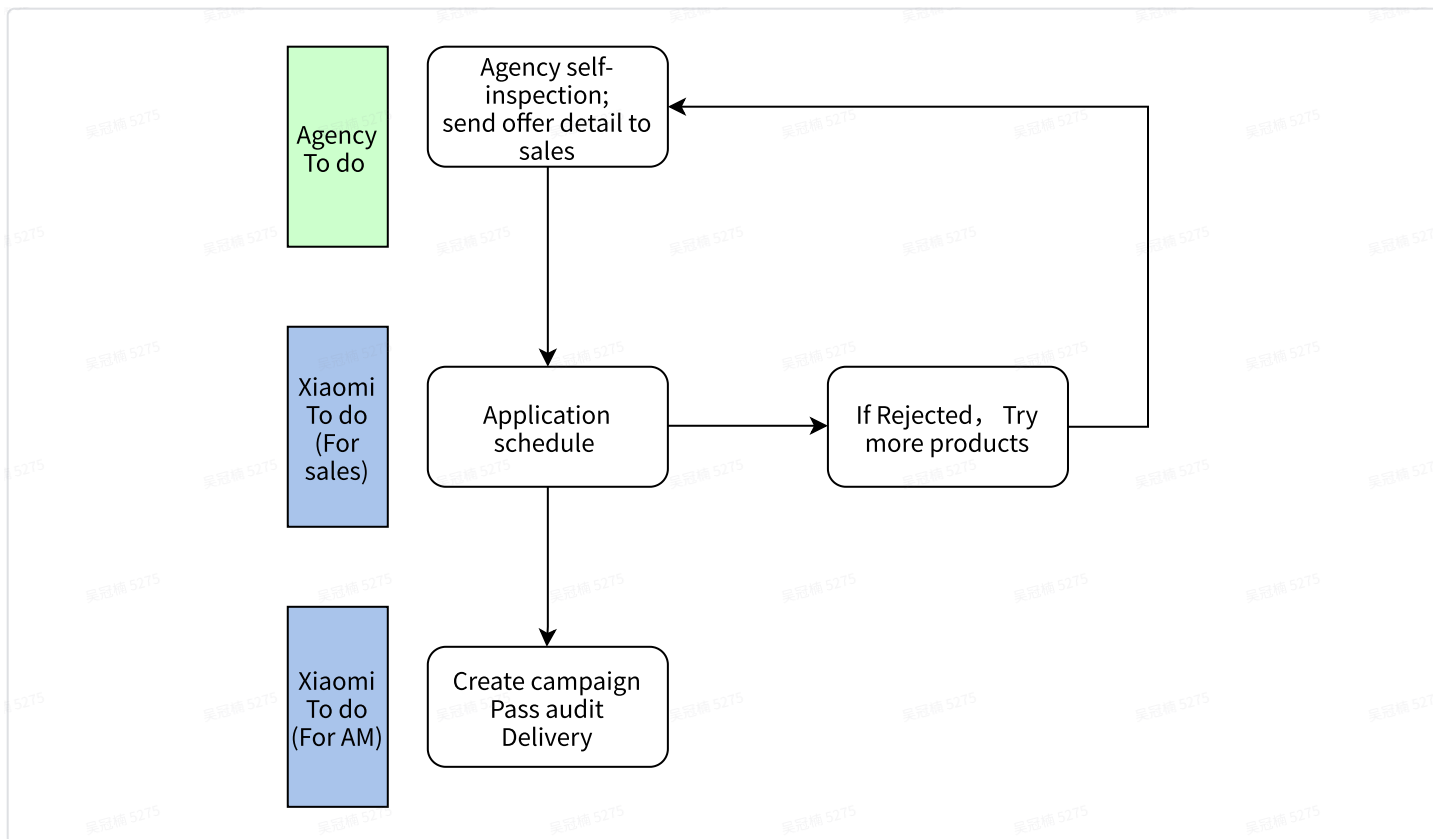 Agency
To do
Agency self-
inspection;
send offer detail to
sales
Xiaomi
To do
(For
sales)
Application
schedule
If Rejected， Try
more products
Xiaomi
To do
(For AM)
Create campaign
Pass audit
Delivery